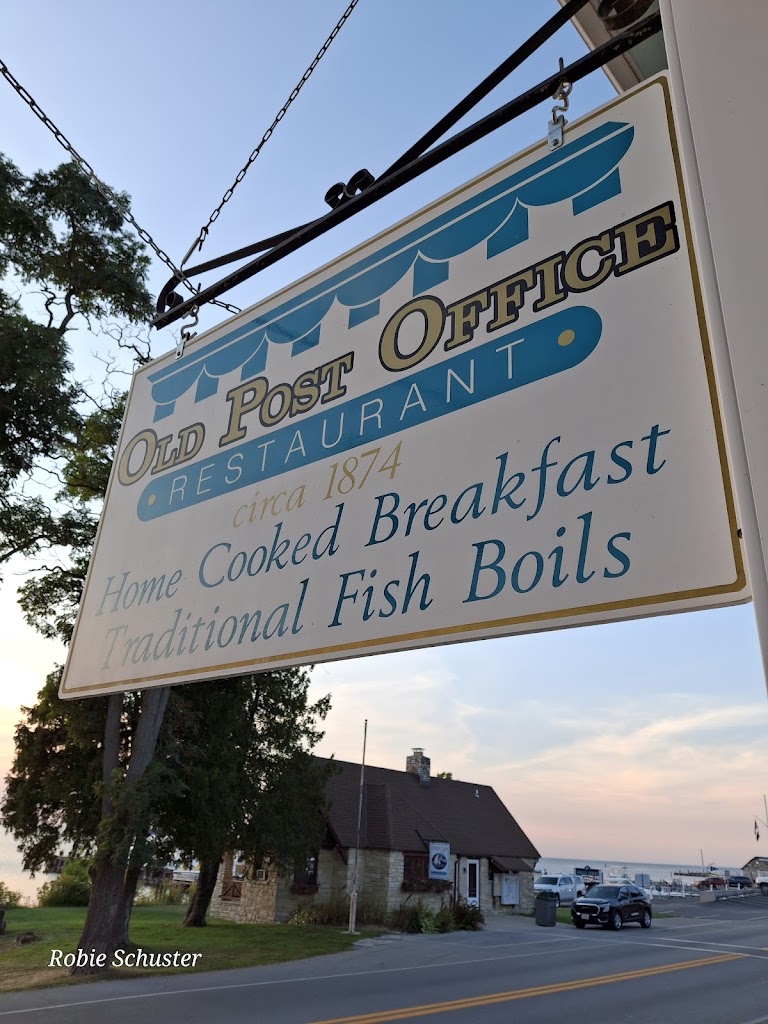 OLD POST OFFICE
RESTAURANT
circa 1874
Home Cooked Breakfast
Traditional Fish Boils
Robie Schuster